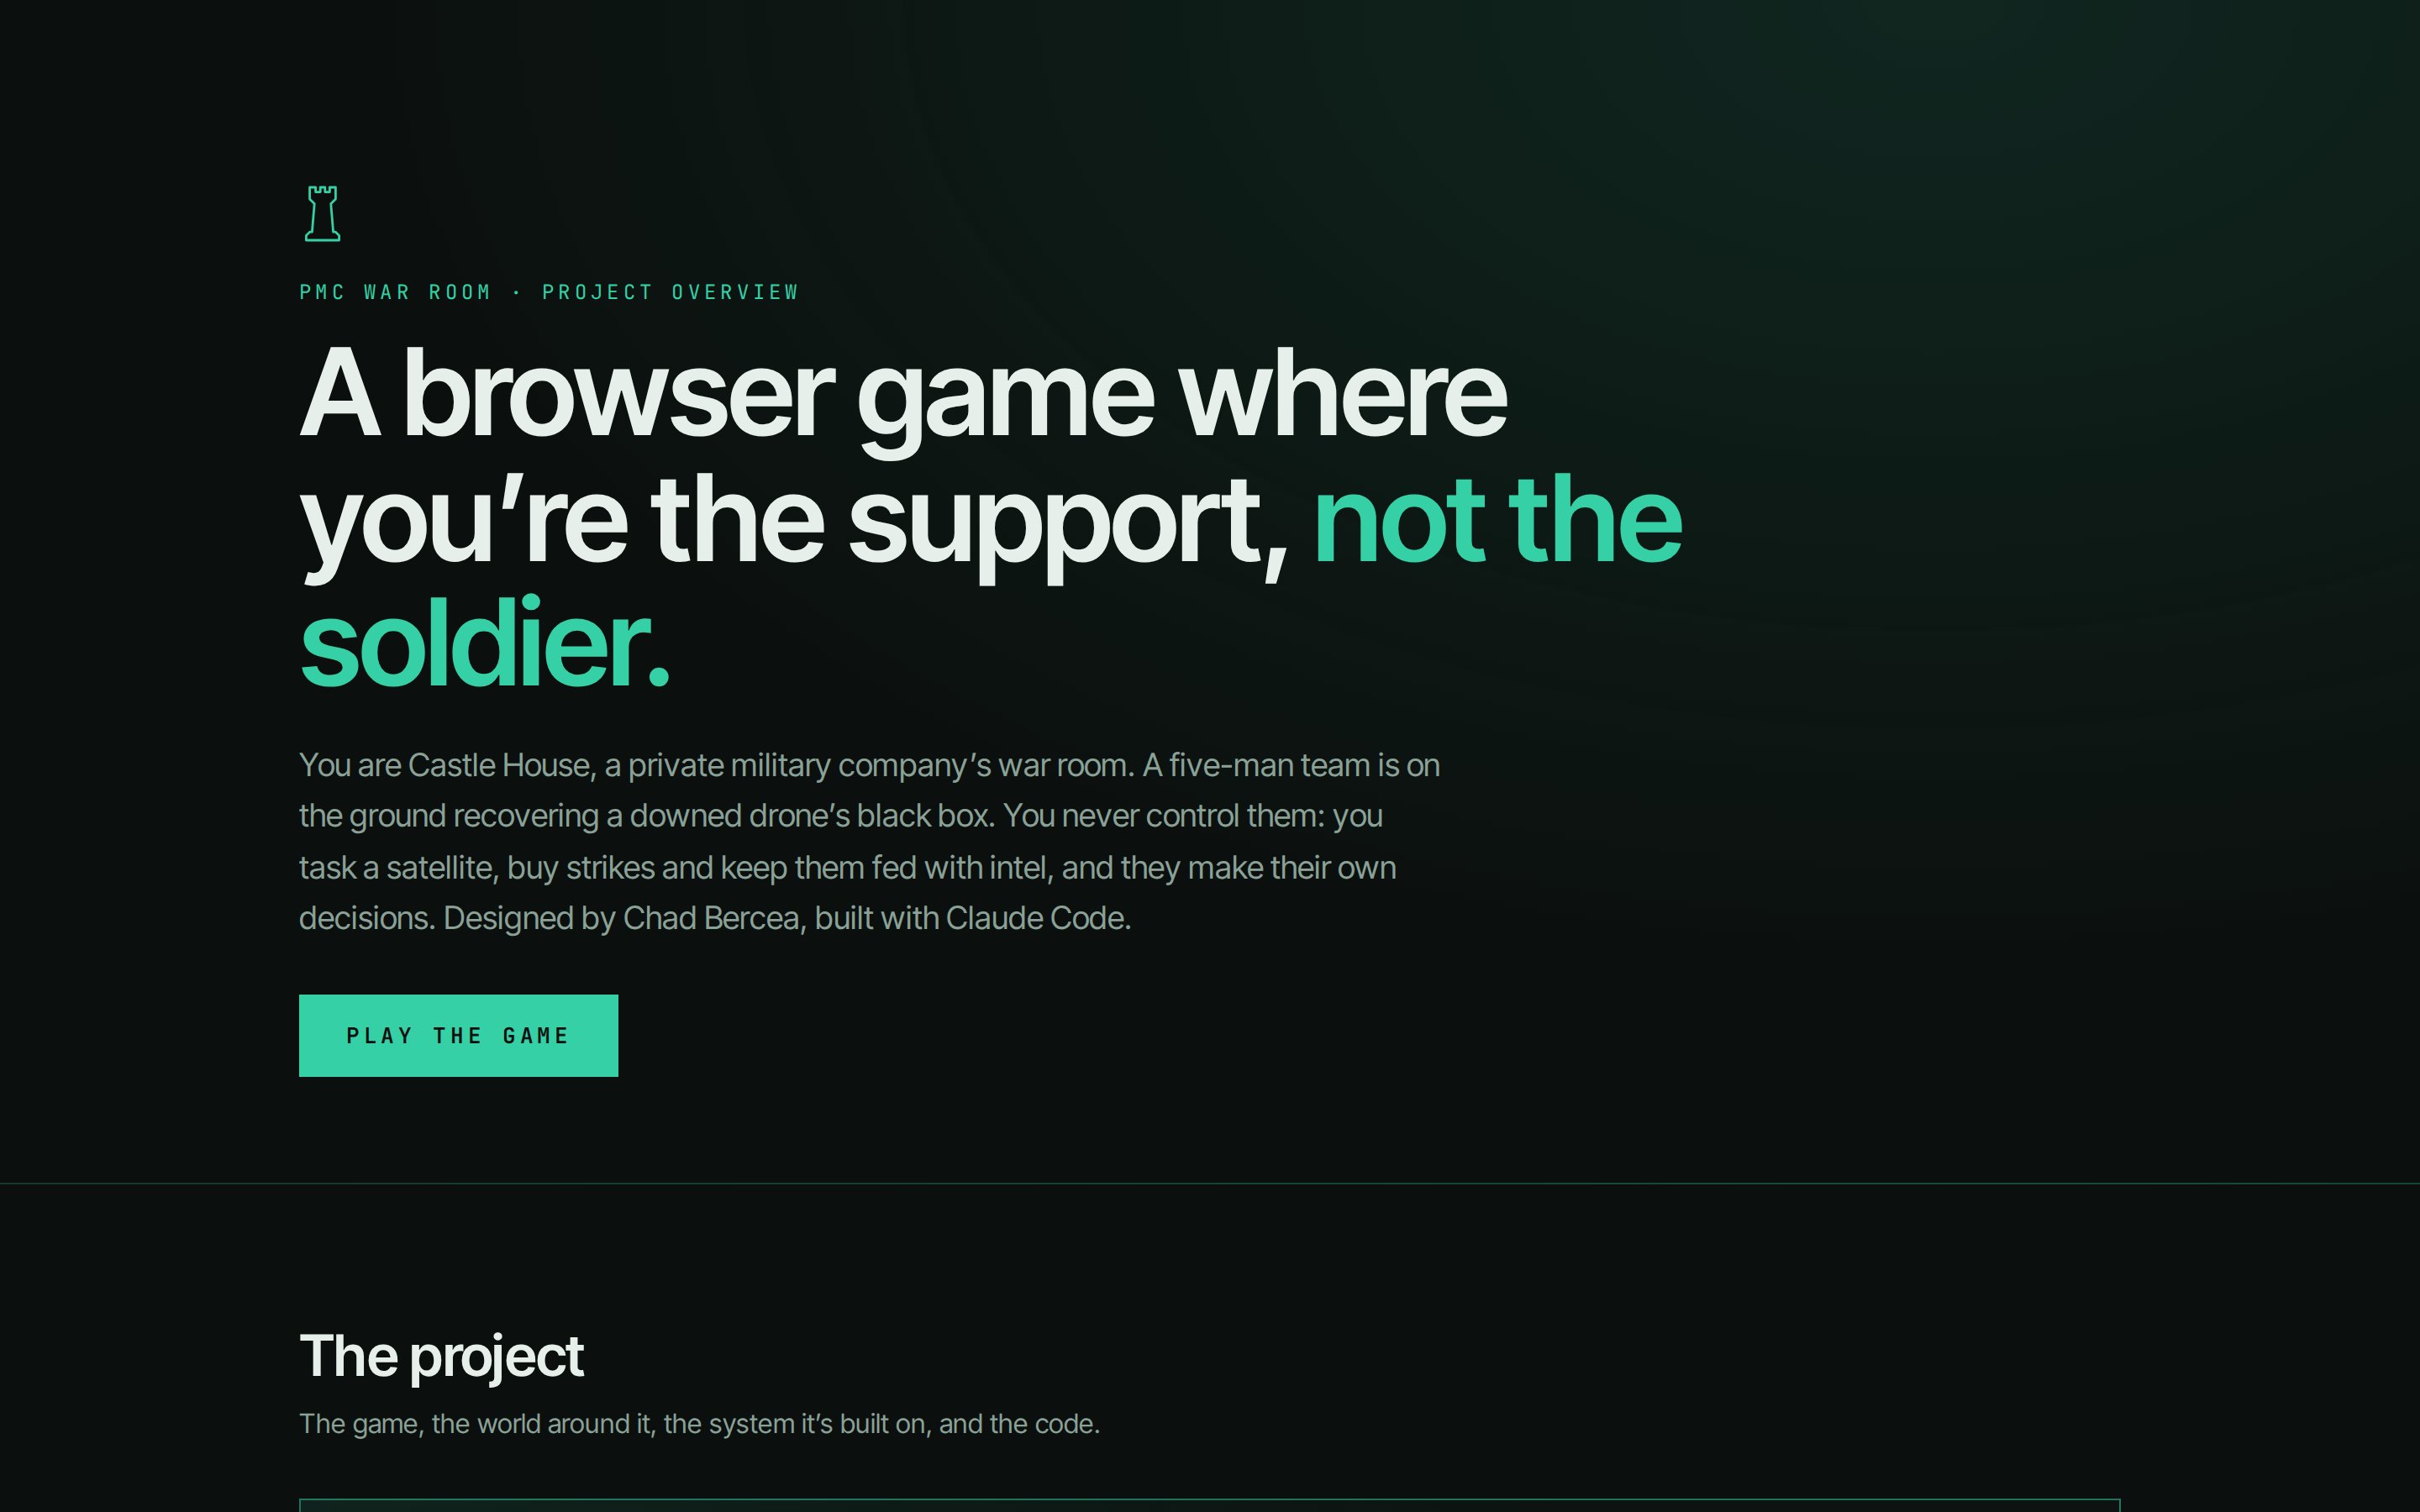 PMC WAR ROOM · PROJECT OVERVIEW
A browser game where
you’re the support, not the
soldier.
You are Castle House, a private military company’s war room. A five-man team is on
the ground recovering a downed drone’s black box. You never control them: you
task a satellite, buy strikes and keep them fed with intel, and they make their own
decisions. Designed by Chad Bercea, built with Claude Code.
PLAY THE GAME
The project
The game, the world around it, the system it’s built on, and the code.